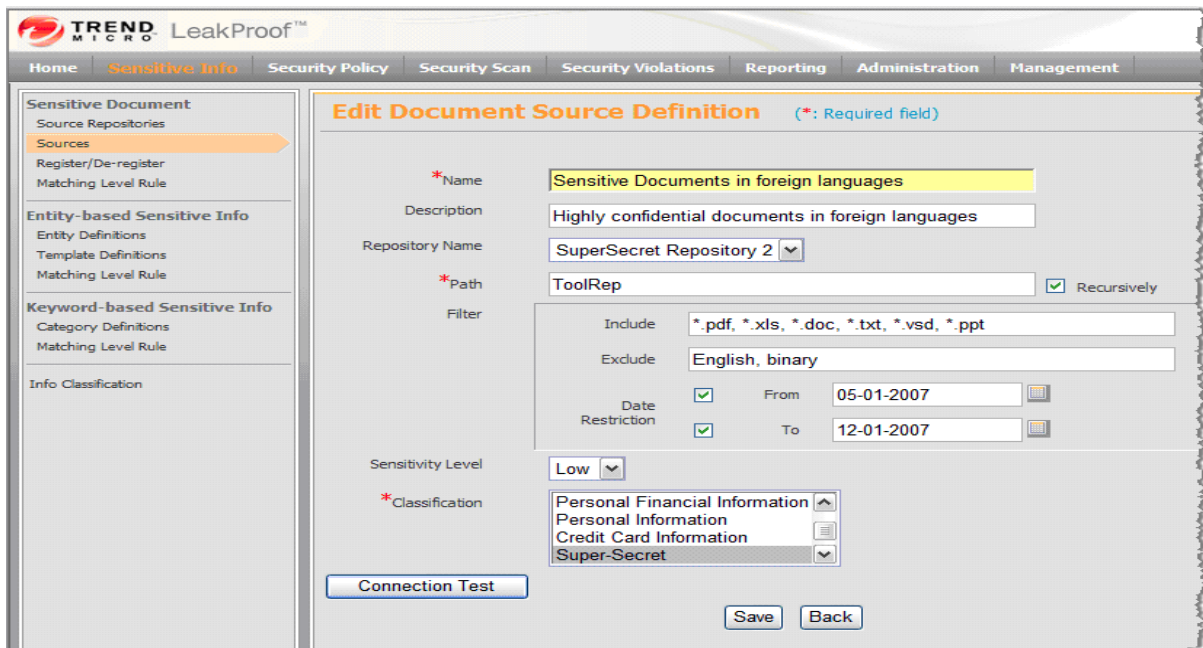 TREND MICRO LeakProof™
Home Sensitive Info Security Policy Security Scan Security Violations Reporting Administration Management
Sensitive Document
Source Repositories
Sources
Register/De-register
Matching Level Rule
Entity-based Sensitive Info
Entity Definitions
Template Definitions
Matching Level Rule
Keyword-based Sensitive Info
Category Definitions
Matching Level Rule
Info Classification
Edit Document Source Definition (*: Required field)
*Name Sensitive Documents in foreign languages
Description Highly confidential documents in foreign languages
Repository Name SuperSecret Repository 2
*Path ToolRep Recursively
Filter
Include *.pdf, *.xls, *.doc, *.txt, *.vsd, *.ppt
Exclude English, binary
Date Restriction
From 05-01-2007
To 12-01-2007
Sensitivity Level Low
*Classification
Personal Financial Information
Personal Information
Credit Card Information
Super-Secret
Connection Test
Save Back